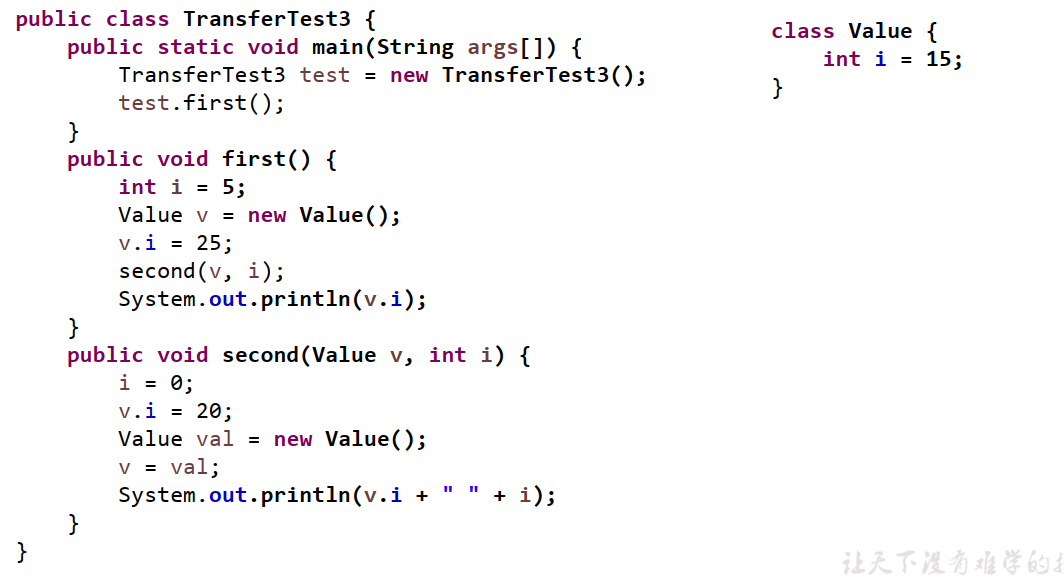 public class TransferTest3 {
    public static void main(String args[]) {
        TransferTest3 test = new TransferTest3();
        test.first();
    }
    public void first() {
        int i = 5;
        Value v = new Value();
        v.i = 25;
        second(v, i);
        System.out.println(v.i);
    }
    public void second(Value v, int i) {
        i = 0;
        v.i = 20;
        Value val = new Value();
        v = val;
        System.out.println(v.i + " " + i);
    }
}
class Value {
    int i = 15;
}
让天下没有难学的